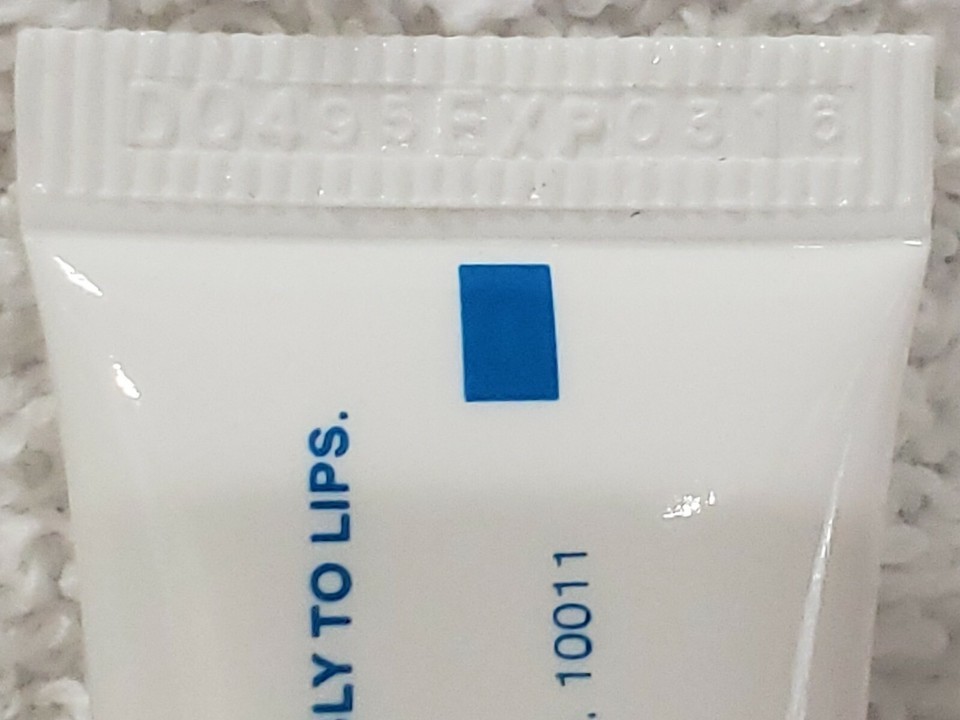 D0495EXP0316
LY TO LIPS.
. 10011